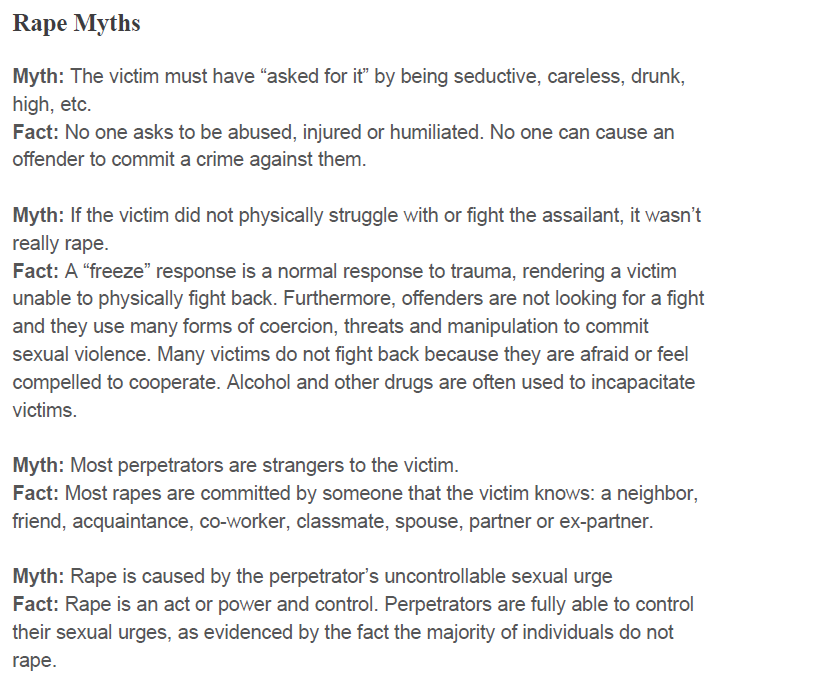 Rape Myths
Myth: The victim must have “asked for it” by being seductive, careless, drunk,
high, etc.
Fact: No one asks to be abused, injured or humiliated. No one can cause an
offender to commit a crime against them.
Myth: If the victim did not physically struggle with or fight the assailant, it wasn’t
really rape.
Fact: A “freeze” response is a normal response to trauma, rendering a victim
unable to physically fight back. Furthermore, offenders are not looking for a fight
and they use many forms of coercion, threats and manipulation to commit
sexual violence. Many victims do not fight back because they are afraid or feel
compelled to cooperate. Alcohol and other drugs are often used to incapacitate
victims.
Myth: Most perpetrators are strangers to the victim.
Fact: Most rapes are committed by someone that the victim knows: a neighbor,
friend, acquaintance, co-worker, classmate, spouse, partner or ex-partner.
Myth: Rape is caused by the perpetrator’s uncontrollable sexual urge
Fact: Rape is an act or power and control. Perpetrators are fully able to control
their sexual urges, as evidenced by the fact the majority of individuals do not
rape.